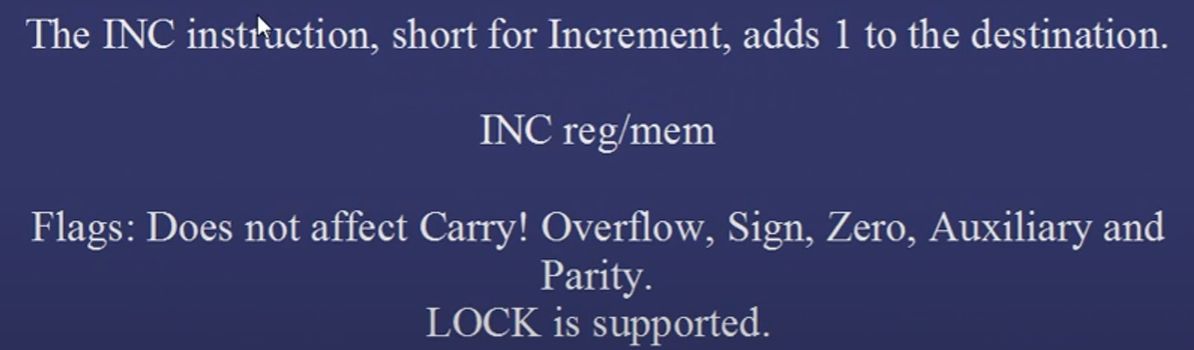 The INC instruction, short for Increment, adds 1 to the destination.
INC reg/mem
Flags: Does not affect Carry! Overflow, Sign, Zero, Auxiliary and
Parity.
LOCK is supported.